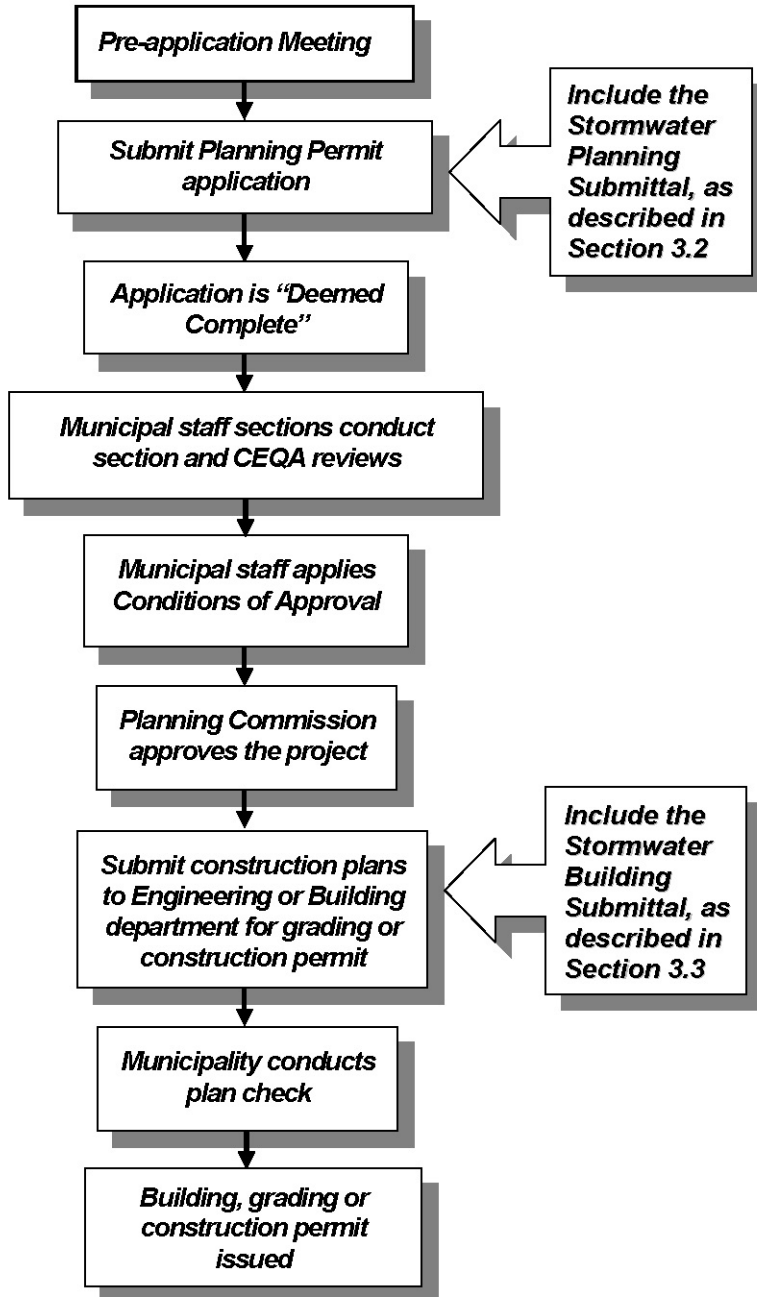 Pre-application Meeting
Submit Planning Permit
application
Include the
Stormwater
Planning
Submittal, as
described in
Section 3.2
Application is “Deemed
Complete”
Municipal staff sections conduct
section and CEQA reviews
Municipal staff applies
Conditions of Approval
Planning Commission
approves the project
Submit construction plans
to Engineering or Building
department for grading or
construction permit
Include the
Stormwater
Building
Submittal, as
described in
Section 3.3
Municipality conducts
plan check
Building, grading or
construction permit
issued